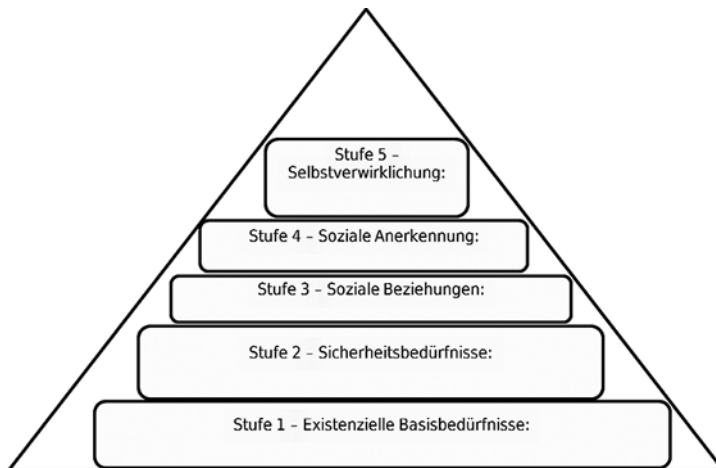 Stufe 5 – 
Selbstverwirklichung:
Stufe 4 – Soziale Anerkennung:
Stufe 3 – Soziale Beziehungen:
Stufe 2 – Sicherheitsbedürfnisse:
Stufe 1 – Existenzielle Basisbedürfnisse: